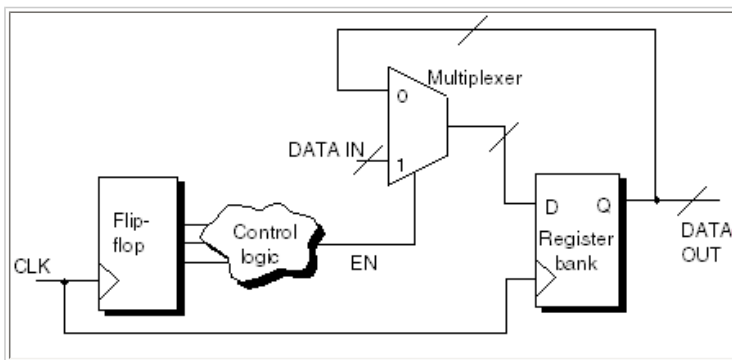 Multiplexer
0
DATA IN
1
Flip-
flop
Control
logic
EN
CLK
D
Q
Register
bank
DATA
OUT